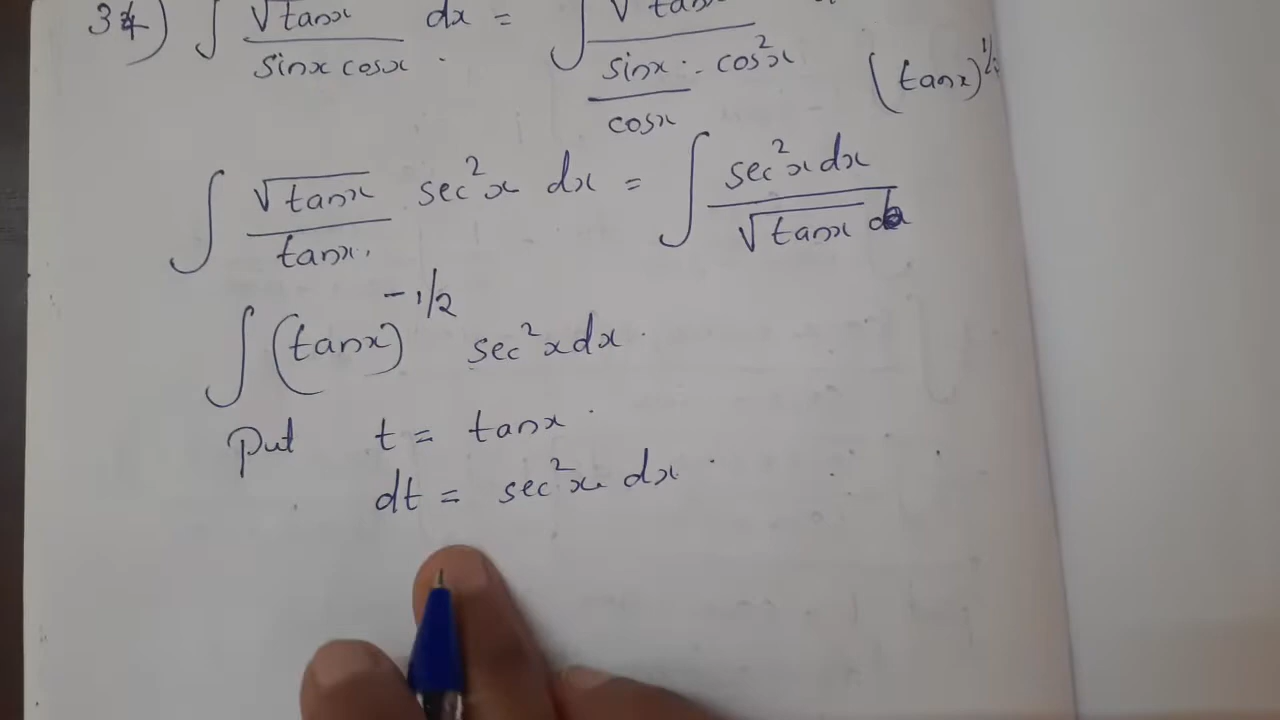 34) ∫ √tanx / sinx cosx dx = ∫ √tanx / sinx/cosx · cos²x
(tanx)^1/
∫ √tanx / tanx · sec²x dx = ∫ sec²x dx / √tanx
∫ (tanx)^-1/2 sec²x dx
Put t = tanx
dt = sec²x dx